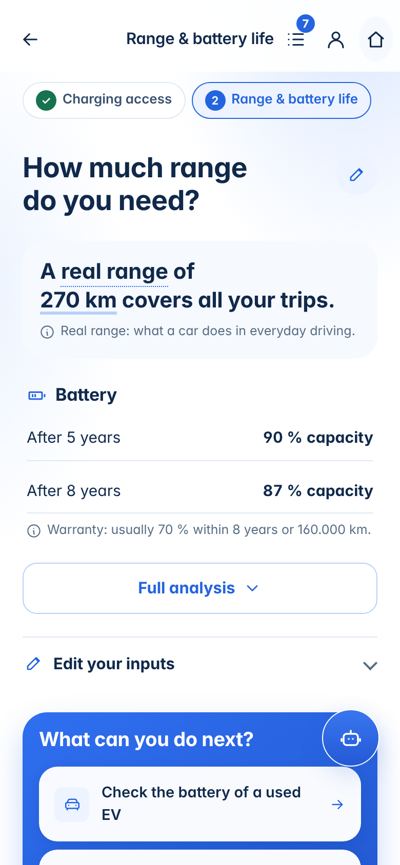 Range & battery life
7
Charging access
2
Range & battery life
How much range
do you need?
A real range of
270 km covers all your trips.
Real range: what a car does in everyday driving.
Battery
After 5 years
90 % capacity
After 8 years
87 % capacity
Warranty: usually 70 % within 8 years or 160.000 km.
Full analysis
Edit your inputs
What can you do next?
Check the battery of a used
EV